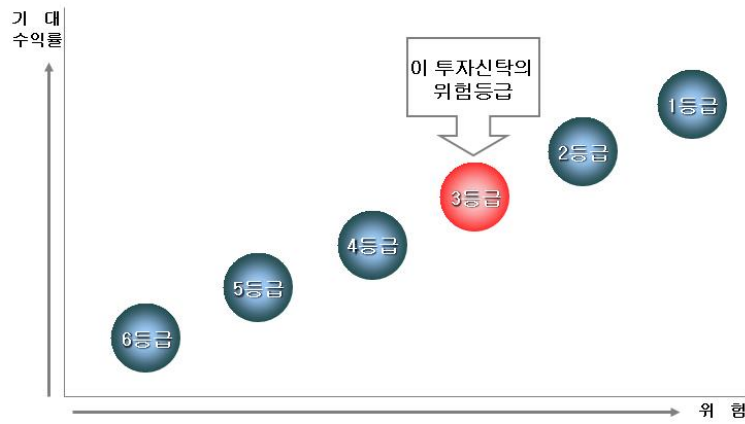 기 대
수익률
이 투자신탁의
위험등급
1등급
2등급
3등급
4등급
5등급
6등급
위 험